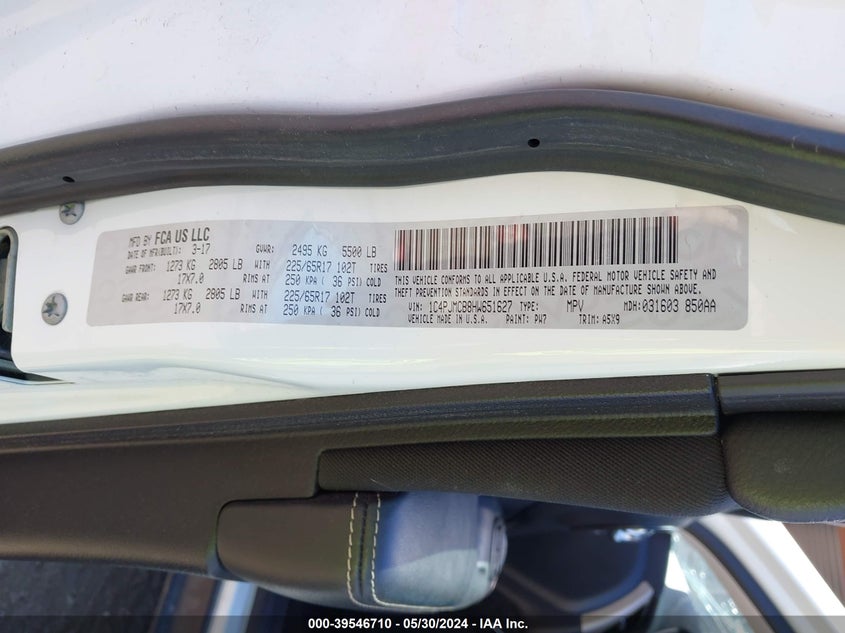 MFD BY: FCA US LLC
DATE OF MFR(BUILT): 3-17 GVWR: 2495 KG 5500 LB
GAWR FRONT: 1273 KG 2805 LB WITH 225/65R17 102T TIRES
17X7.0 RIMS AT 250 KPA ( 36 PSI) COLD
GAWR REAR: 1273 KG 2805 LB WITH 225/65R17 102T TIRES
17X7.0 RIMS AT 250 KPA ( 36 PSI) COLD
THIS VEHICLE CONFORMS TO ALL APPLICABLE U.S.A. FEDERAL MOTOR VEHICLE SAFETY AND
THEFT PREVENTION STANDARDS IN EFFECT ON THE DATE OF MANUFACTURE SHOWN ABOVE.
VIN: 1C4PJMCB8HW651627 TYPE: MPV MDH: 031603 850AA
VEHICLE MADE IN U.S.A. PAINT: PW7 TRIM: A5X9
000-39546710 - 05/30/2024 - IAA Inc.